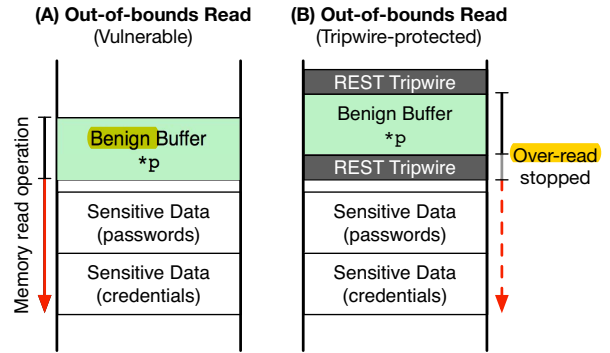 (A) Out-of-bounds Read
(Vulnerable)
Memory read operation
Benign Buffer
*p
Sensitive Data
(passwords)
Sensitive Data
(credentials)
(B) Out-of-bounds Read
(Tripwire-protected)
REST Tripwire
Benign Buffer
*p
REST Tripwire
Over-read
stopped
Sensitive Data
(passwords)
Sensitive Data
(credentials)